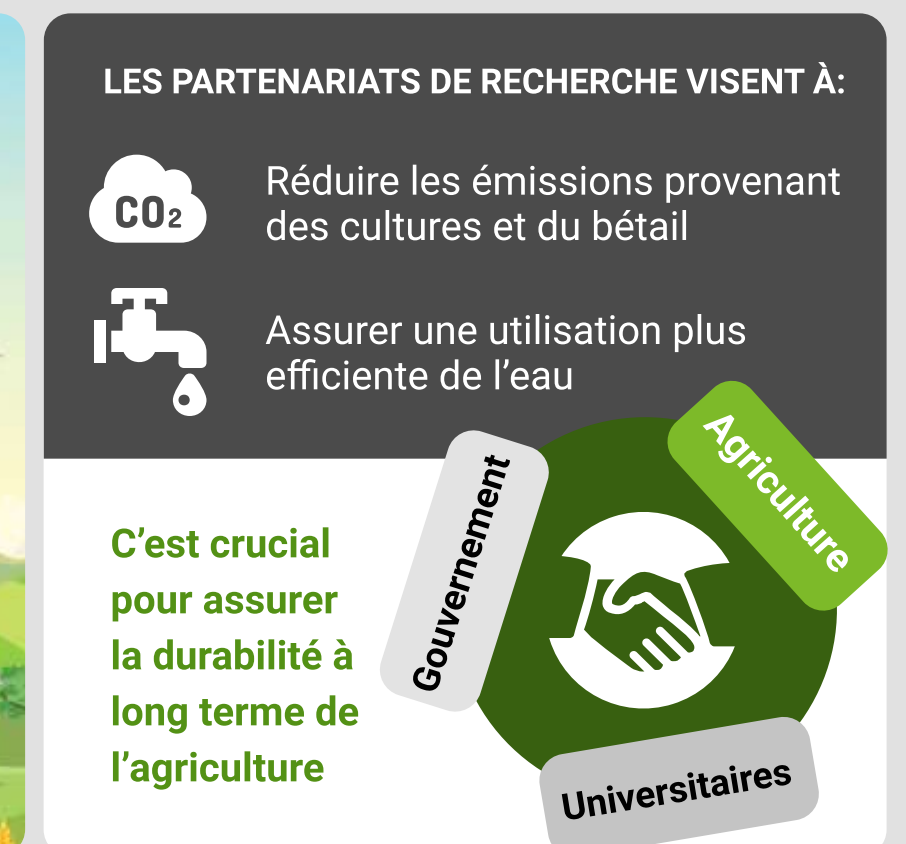 LES PARTENARIATS DE RECHERCHE VISENT À:
CO₂
Réduire les émissions provenant
des cultures et du bétail
Assurer une utilisation plus
efficiente de l’eau
C’est crucial
pour assurer
la durabilité à
long terme de
l’agriculture
Gouvernement
Agriculture
Universitaires